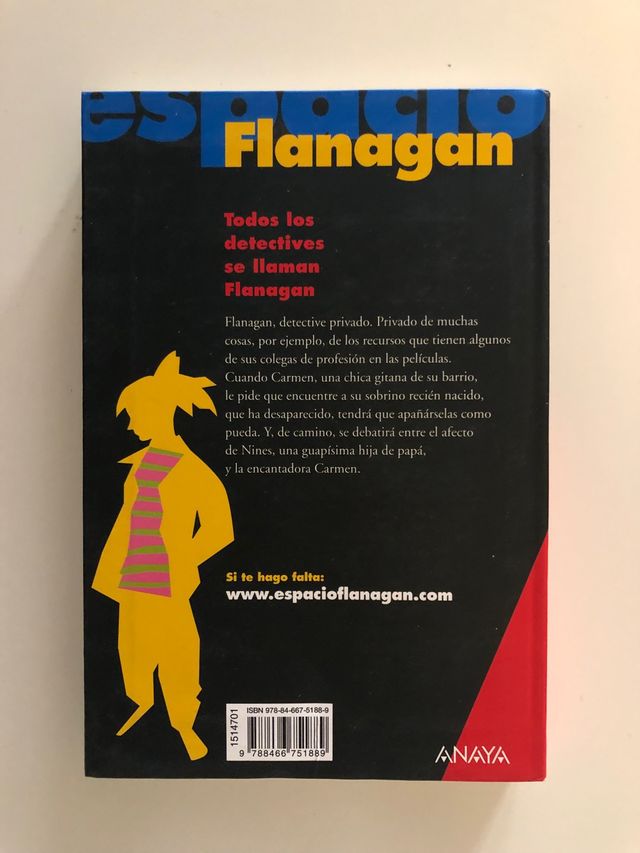 espacio
Flanagan
Todos los
detectives
se llaman
Flanagan
Flanagan, detective privado. Privado de muchas
cosas, por ejemplo, de los recursos que tienen algunos
de sus colegas de profesión en las películas.
Cuando Carmen, una chica gitana de su barrio,
le pide que encuentre a su sobrino recién nacido,
que ha desaparecido, tendrá que apañárselas como
pueda. Y, de camino, se debatirá entre el afecto
de Nines, una guapísima hija de papá,
y la encantadora Carmen.
Si te hago falta:
www.espacioflanagan.com
ISBN 978-84-667-5188-9
1514701
9 788466 751889
ANAYA